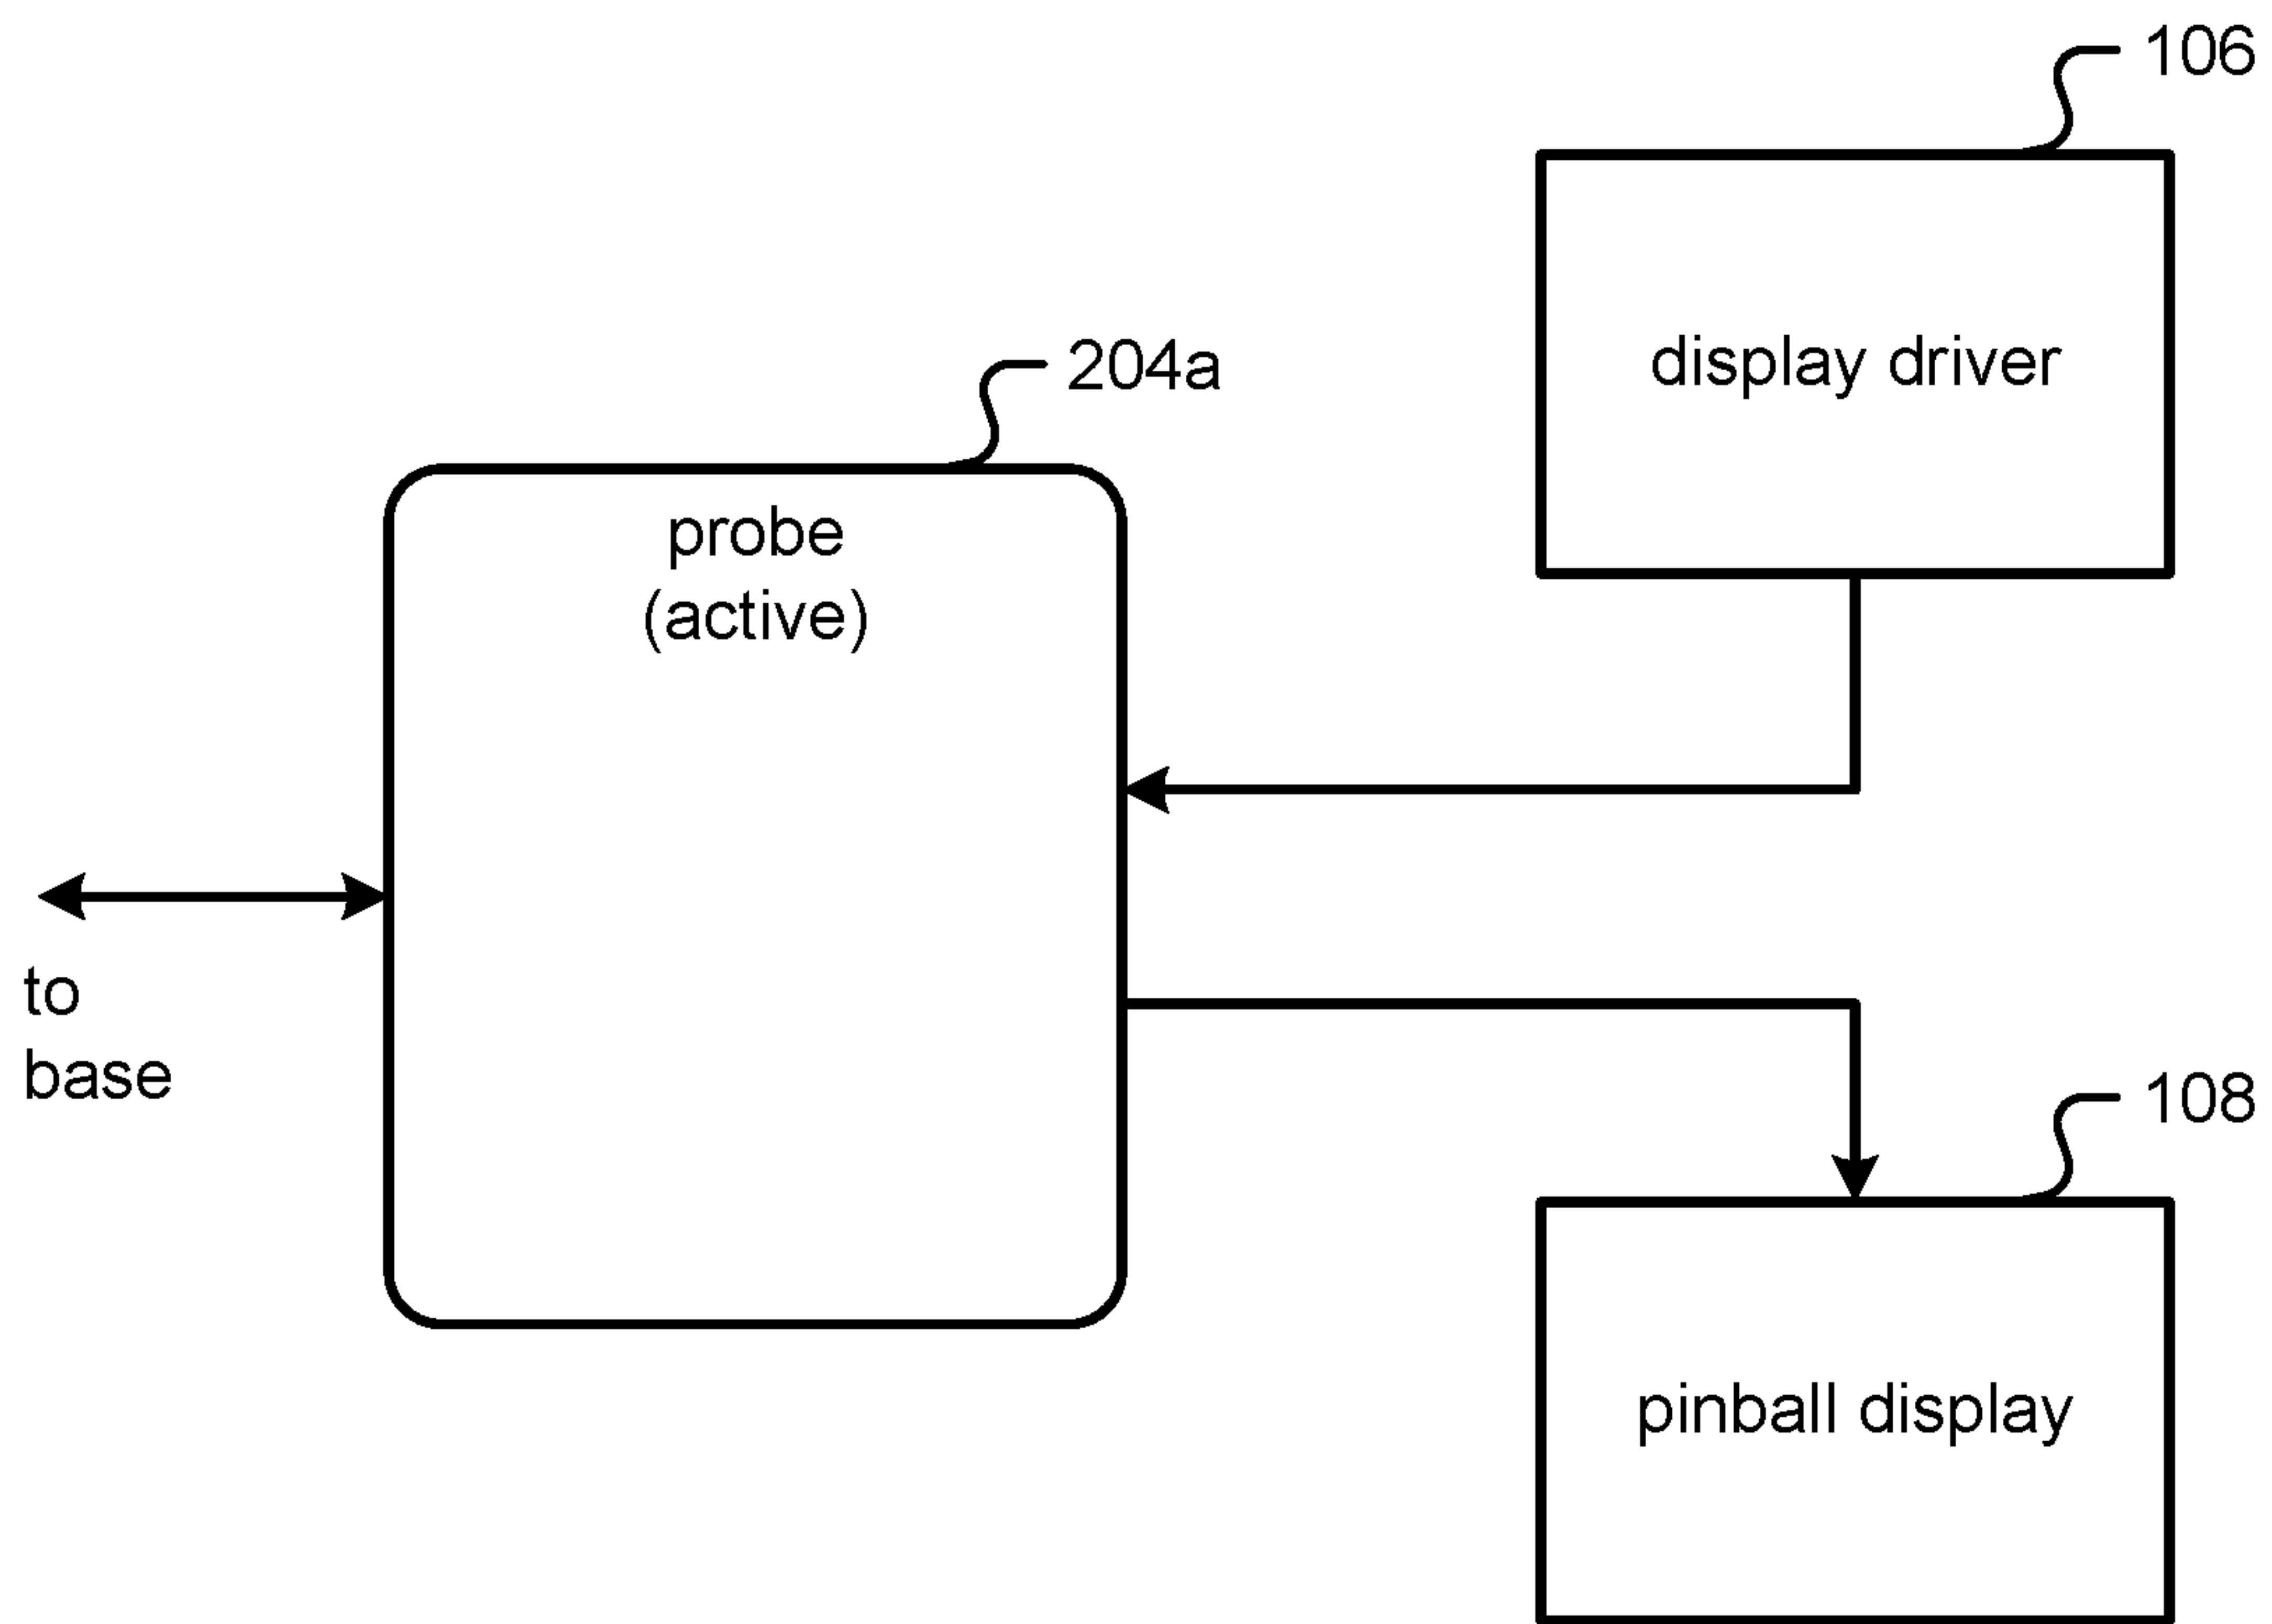 106
display driver
204a
probe
(active)
to
base
108
pinball display